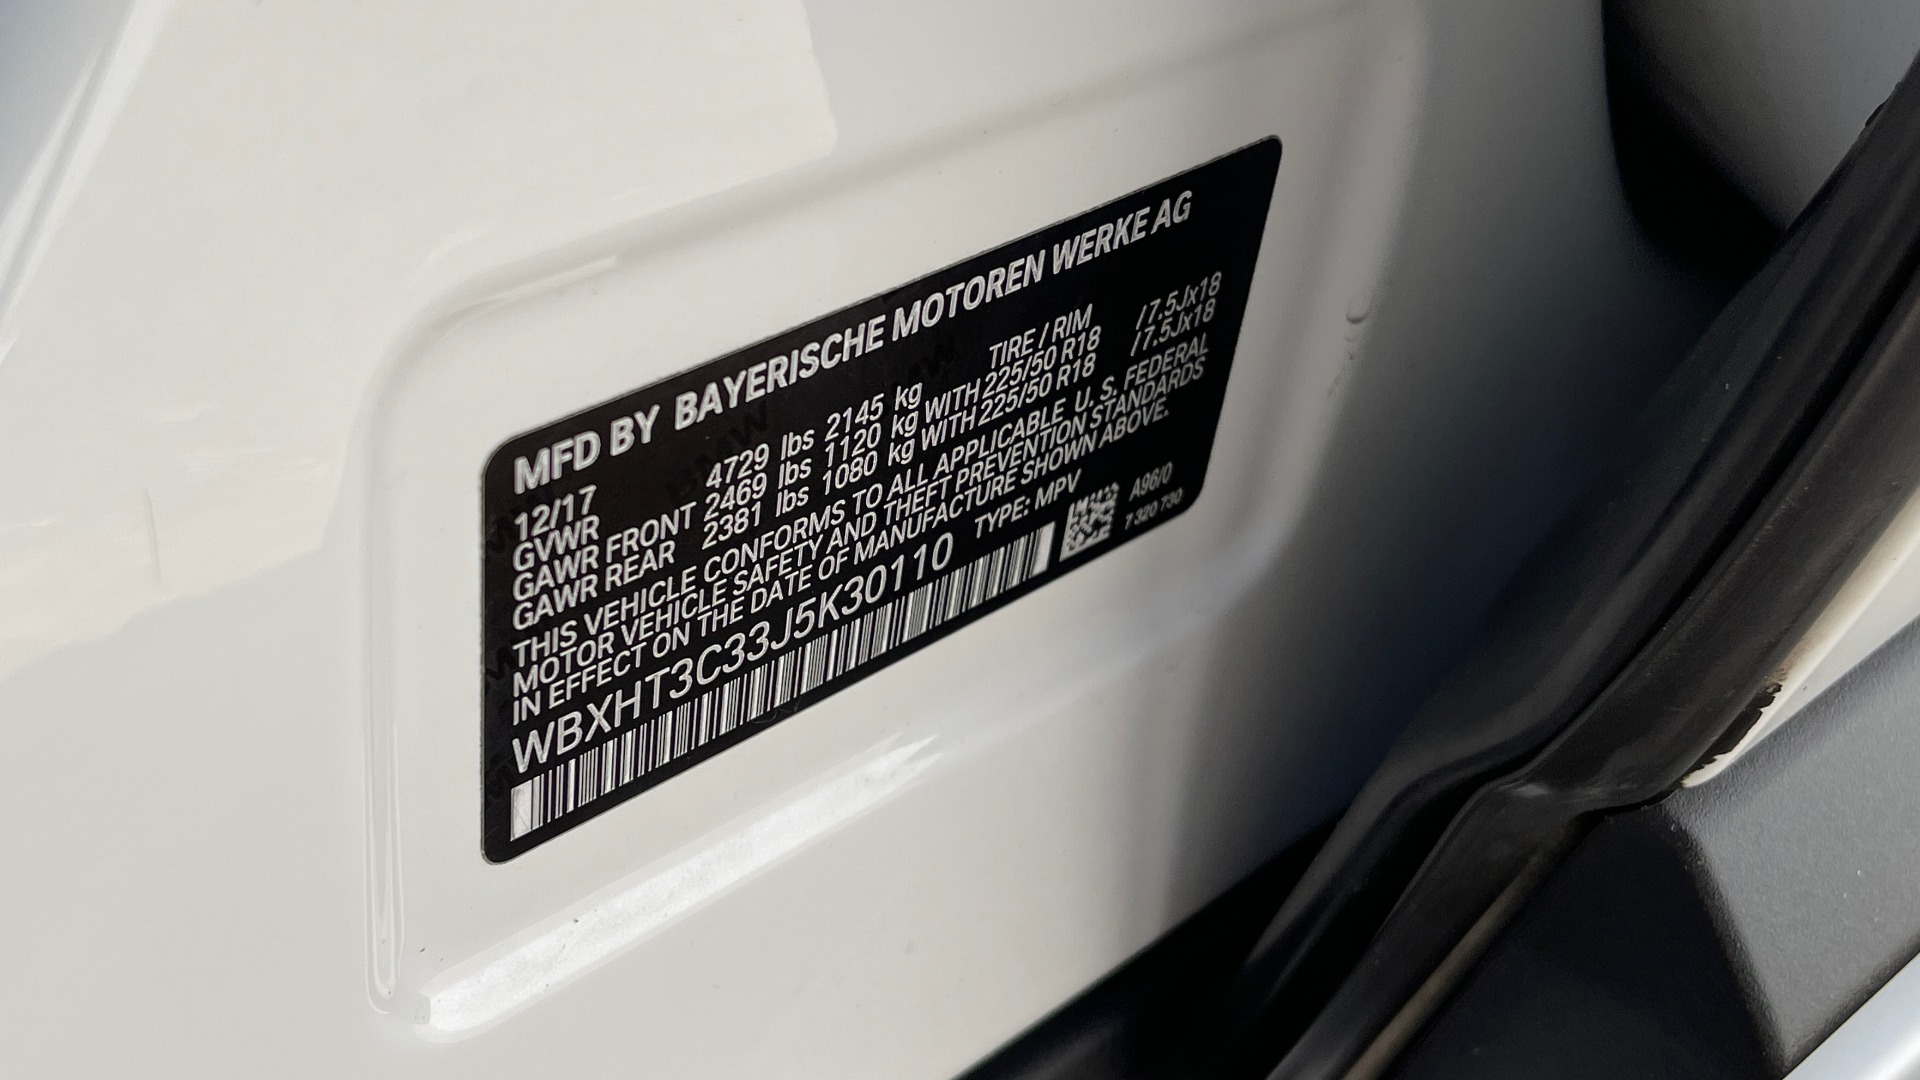 MFD BY BAYERISCHE MOTOREN WERKE AG
12/17 TIRE / RIM
GVWR 4729 lbs 2145 kg
GAWR FRONT 2469 lbs 1120 kg WITH 225/50 R18 /7.5Jx18
GAWR REAR 2381 lbs 1080 kg WITH 225/50 R18 /7.5Jx18
THIS VEHICLE CONFORMS TO ALL APPLICABLE U. S. FEDERAL
MOTOR VEHICLE SAFETY AND THEFT PREVENTION STANDARDS
IN EFFECT ON THE DATE OF MANUFACTURE SHOWN ABOVE.
WBXHT3C33J5K30110 TYPE: MPV
A96/0
7 320 730